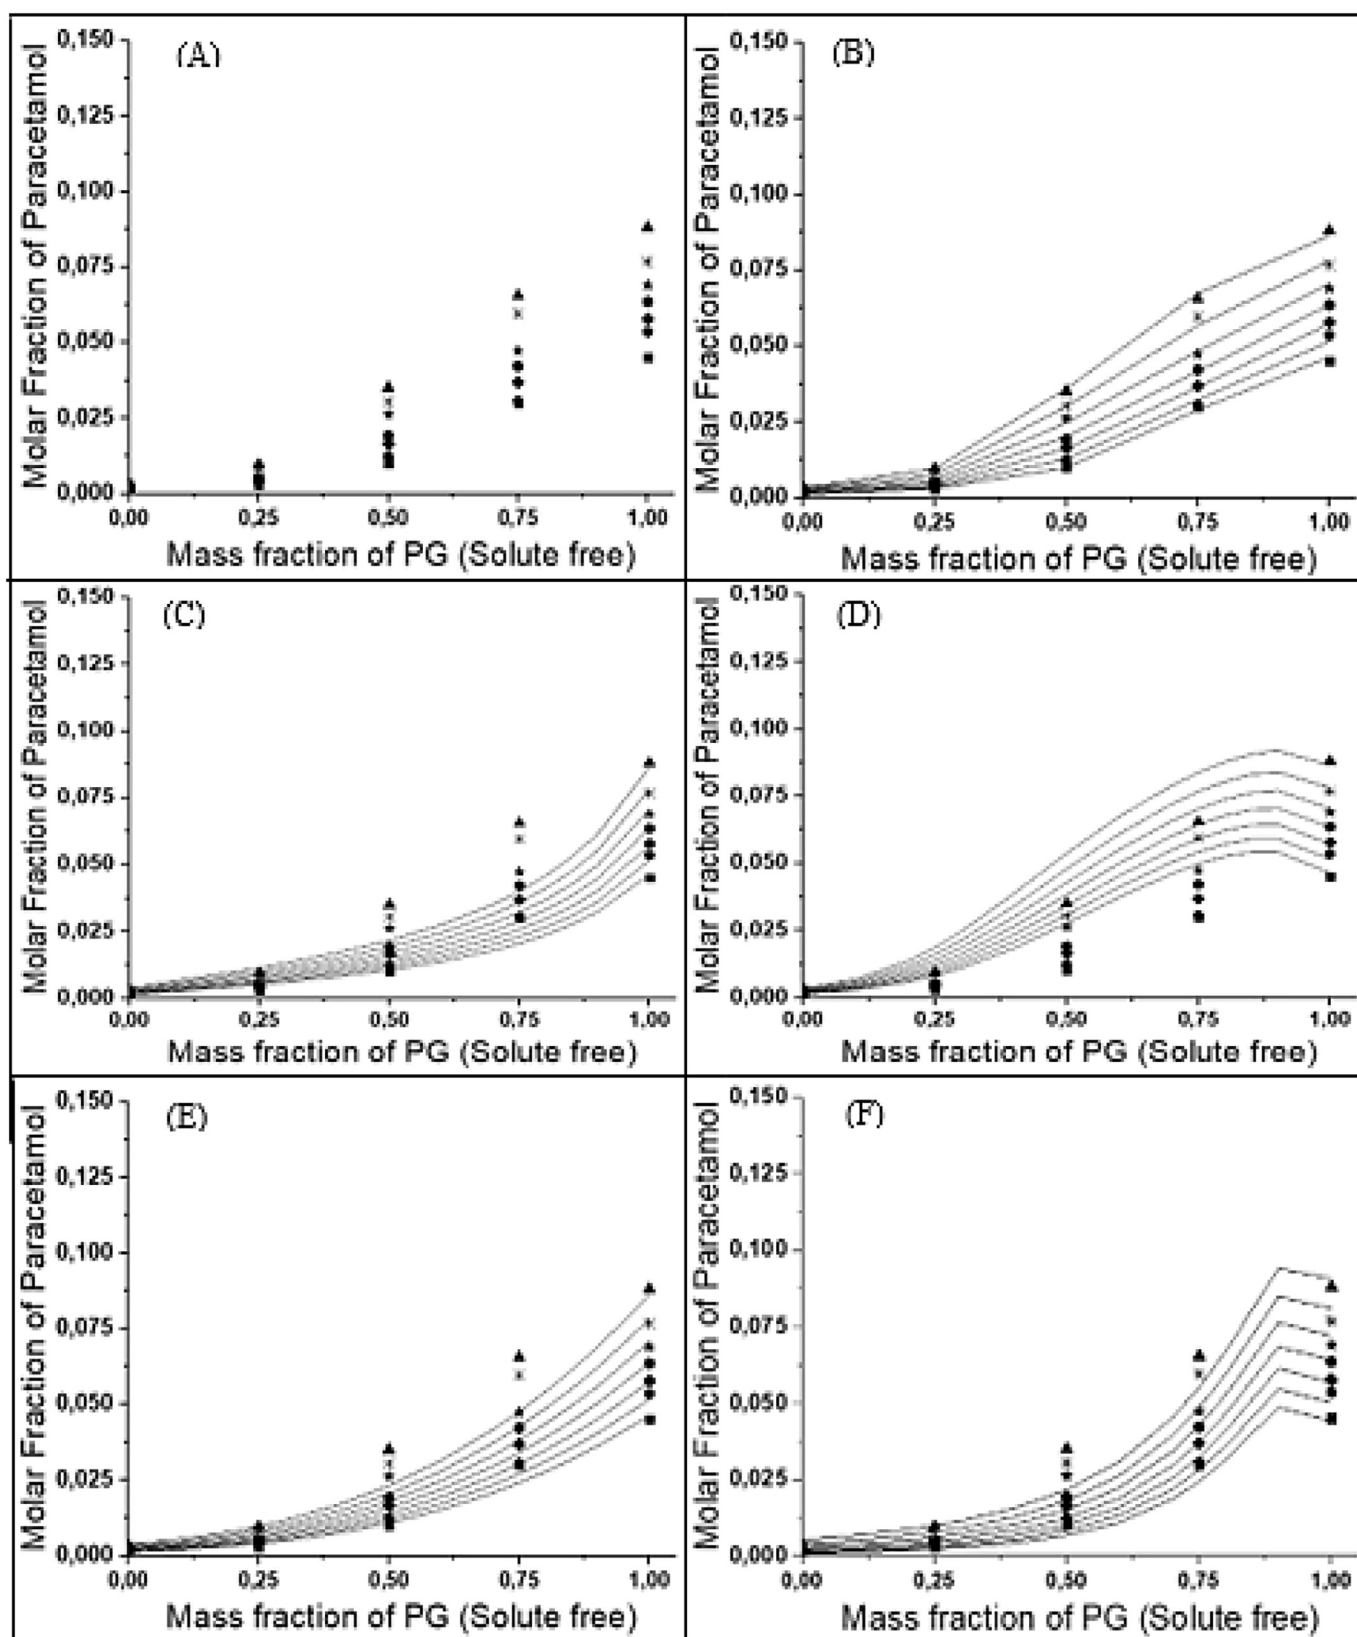 (A)
Molar Fraction of Paracetamol
0,150
0,125
0,100
0,075
0,050
0,025
0,000
0,00 0,25 0,50 0,75 1,00
Mass fraction of PG (Solute free)
(B)
Molar Fraction of Paracetamol
0,150
0,125
0,100
0,075
0,050
0,025
0,000
0,00 0,25 0,50 0,75 1,00
Mass fraction of PG (Solute free)
(C)
Molar Fraction of Paracetamol
0,150
0,125
0,100
0,075
0,050
0,025
0,000
0,00 0,25 0,50 0,75 1,00
Mass fraction of PG (Solute free)
(D)
Molar Fraction of Paracetamol
0,150
0,125
0,100
0,075
0,050
0,025
0,000
0,00 0,25 0,50 0,75 1,00
Mass fraction of PG (Solute free)
(E)
Molar Fraction of Paracetamol
0,150
0,125
0,100
0,075
0,050
0,025
0,000
0,00 0,25 0,50 0,75 1,00
Mass fraction of PG (Solute free)
(F)
Molar Fraction of Paracetamol
0,150
0,125
0,100
0,075
0,050
0,025
0,000
0,00 0,25 0,50 0,75 1,00
Mass fraction of PG (Solute free)